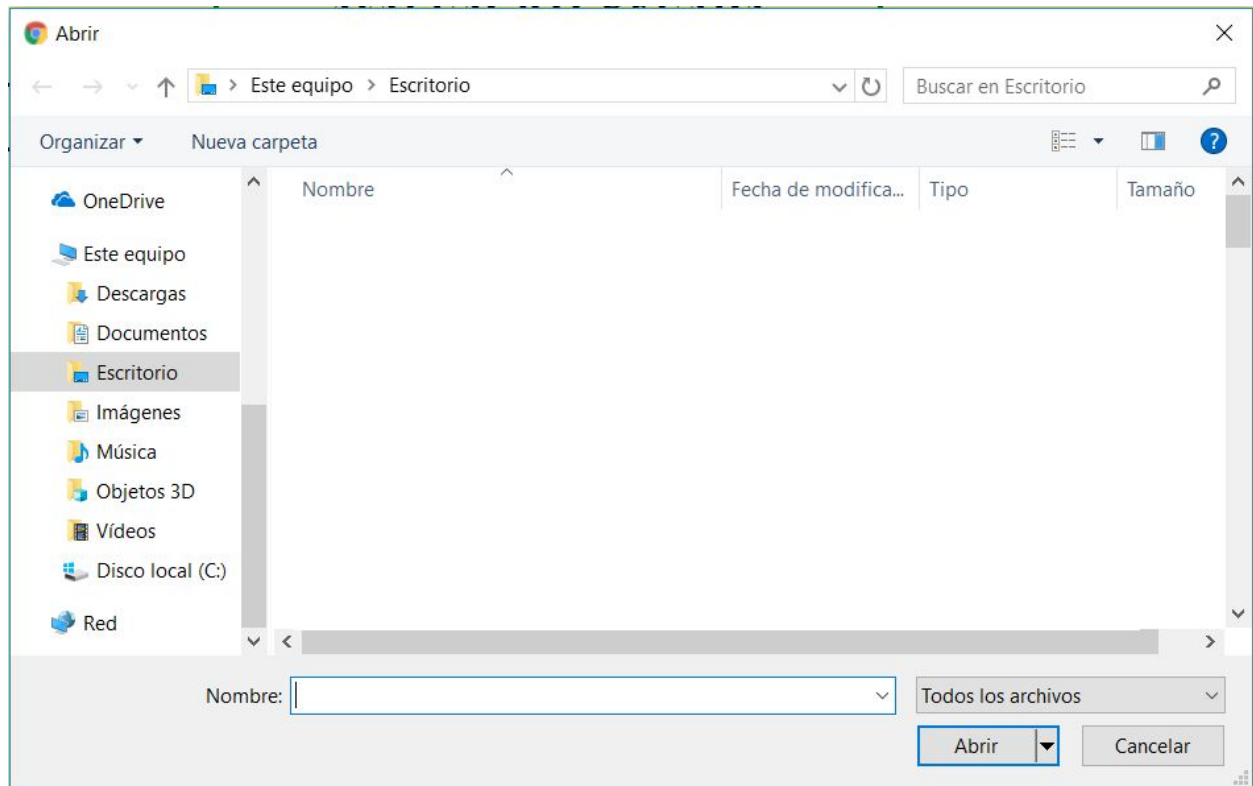 Abrir
Este equipo > Escritorio
Buscar en Escritorio
Organizar
Nueva carpeta
?
Nombre
Fecha de modifica...
Tipo
Tamaño
OneDrive
Este equipo
Descargas
Documentos
Escritorio
Imágenes
Música
Objetos 3D
Vídeos
Disco local (C:)
Red
Nombre:
Todos los archivos
Abrir
Cancelar